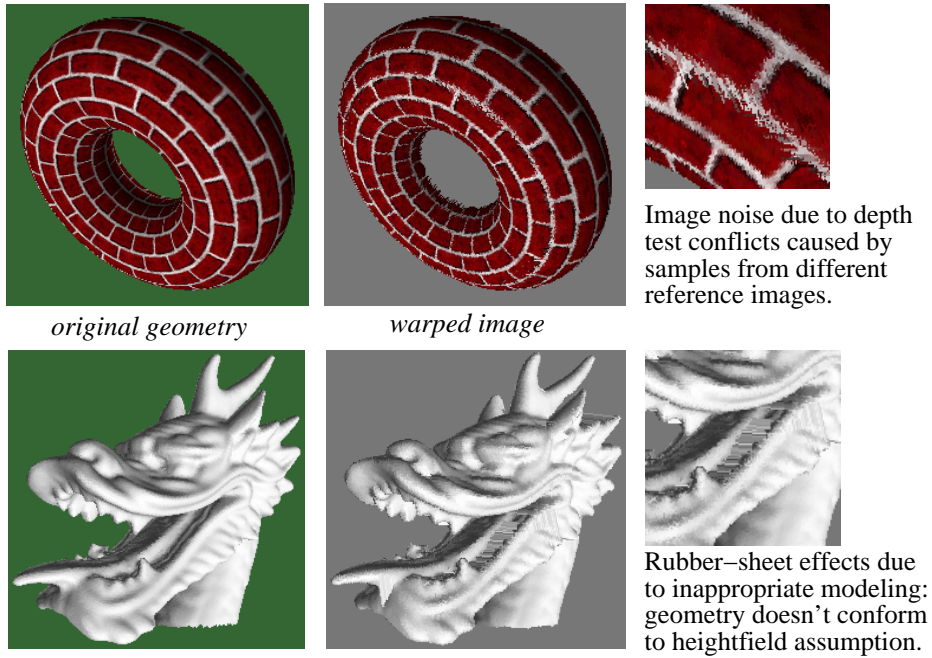 Image noise due to depth
test conflicts caused by
samples from different
reference images.
original geometry
warped image
Rubber−sheet effects due
to inappropriate modeling:
geometry doesn't conform
to heightfield assumption.